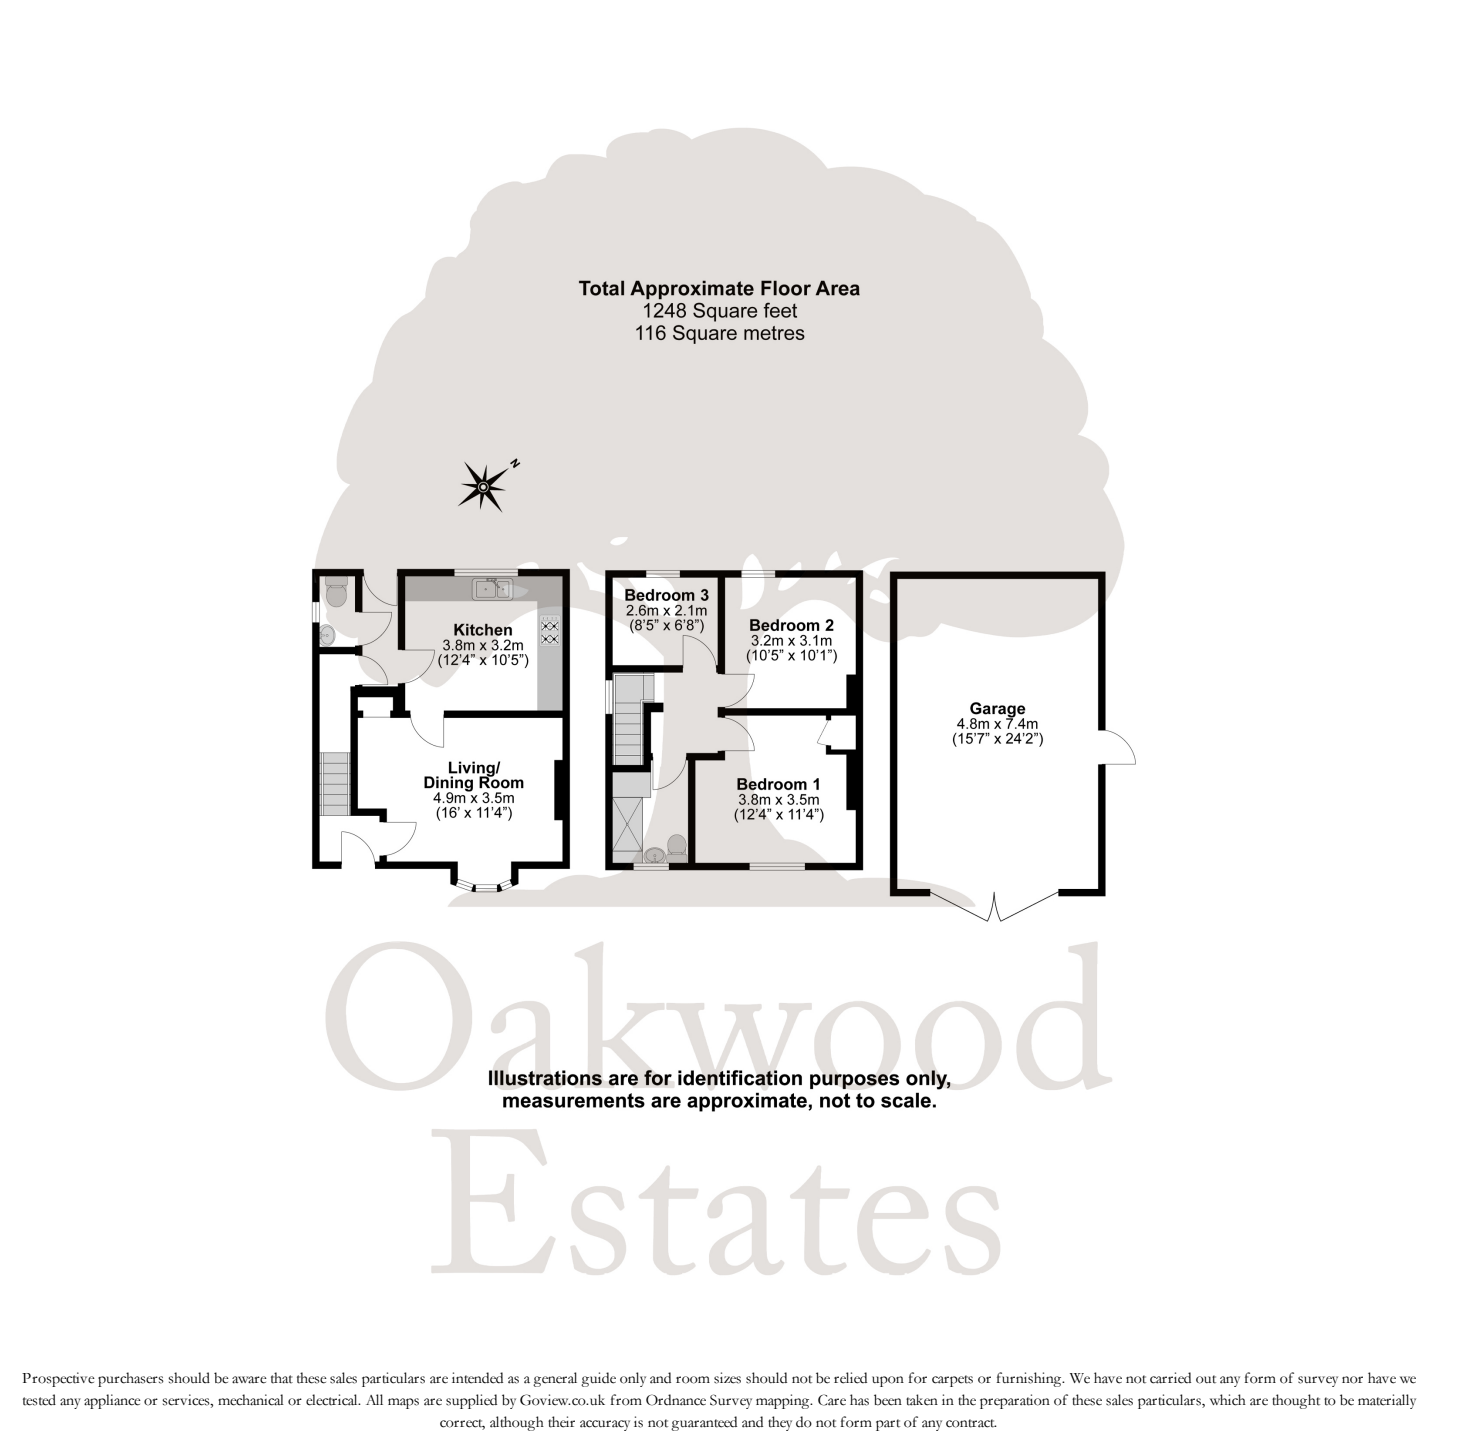 Total Approximate Floor Area
1248 Square feet
116 Square metres
N
Kitchen
3.8m x 3.2m
(12'4" x 10'5")
Living/
Dining Room
4.9m x 3.5m
(16' x 11'4")
Bedroom 3
2.6m x 2.1m
(8'5" x 6'8")
Bedroom 2
3.2m x 3.1m
(10'5" x 10'1")
Bedroom 1
3.8m x 3.5m
(12'4" x 11'4")
Garage
4.8m x 7.4m
(15'7" x 24'2")
Oakwood
Illustrations are for identification purposes only,
measurements are approximate, not to scale.
Estates
Prospective purchasers should be aware that these sales particulars are intended as a general guide only and room sizes should not be relied upon for carpets or furnishing. We have not carried out any form of survey nor have we
tested any appliance or services, mechanical or electrical. All maps are supplied by Goview.co.uk from Ordnance Survey mapping. Care has been taken in the preparation of these sales particulars, which are thought to be materially
correct, although their accuracy is not guaranteed and they do not form part of any contract.